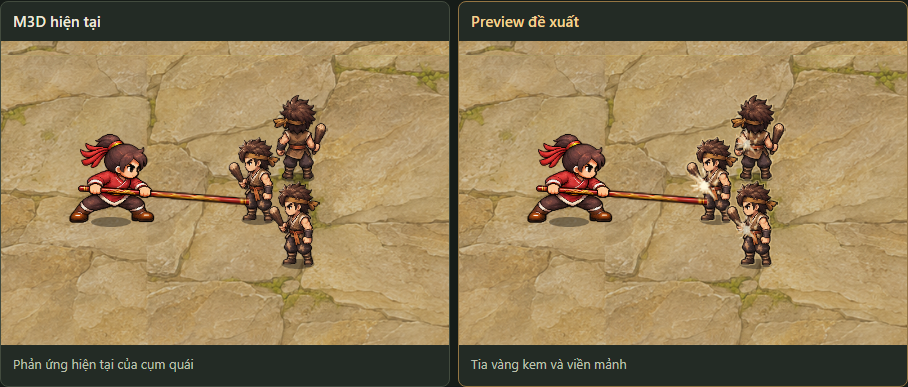 M3D hiện tại
Preview đề xuất
Phản ứng hiện tại của cụm quái
Tia vàng kem và viền mảnh